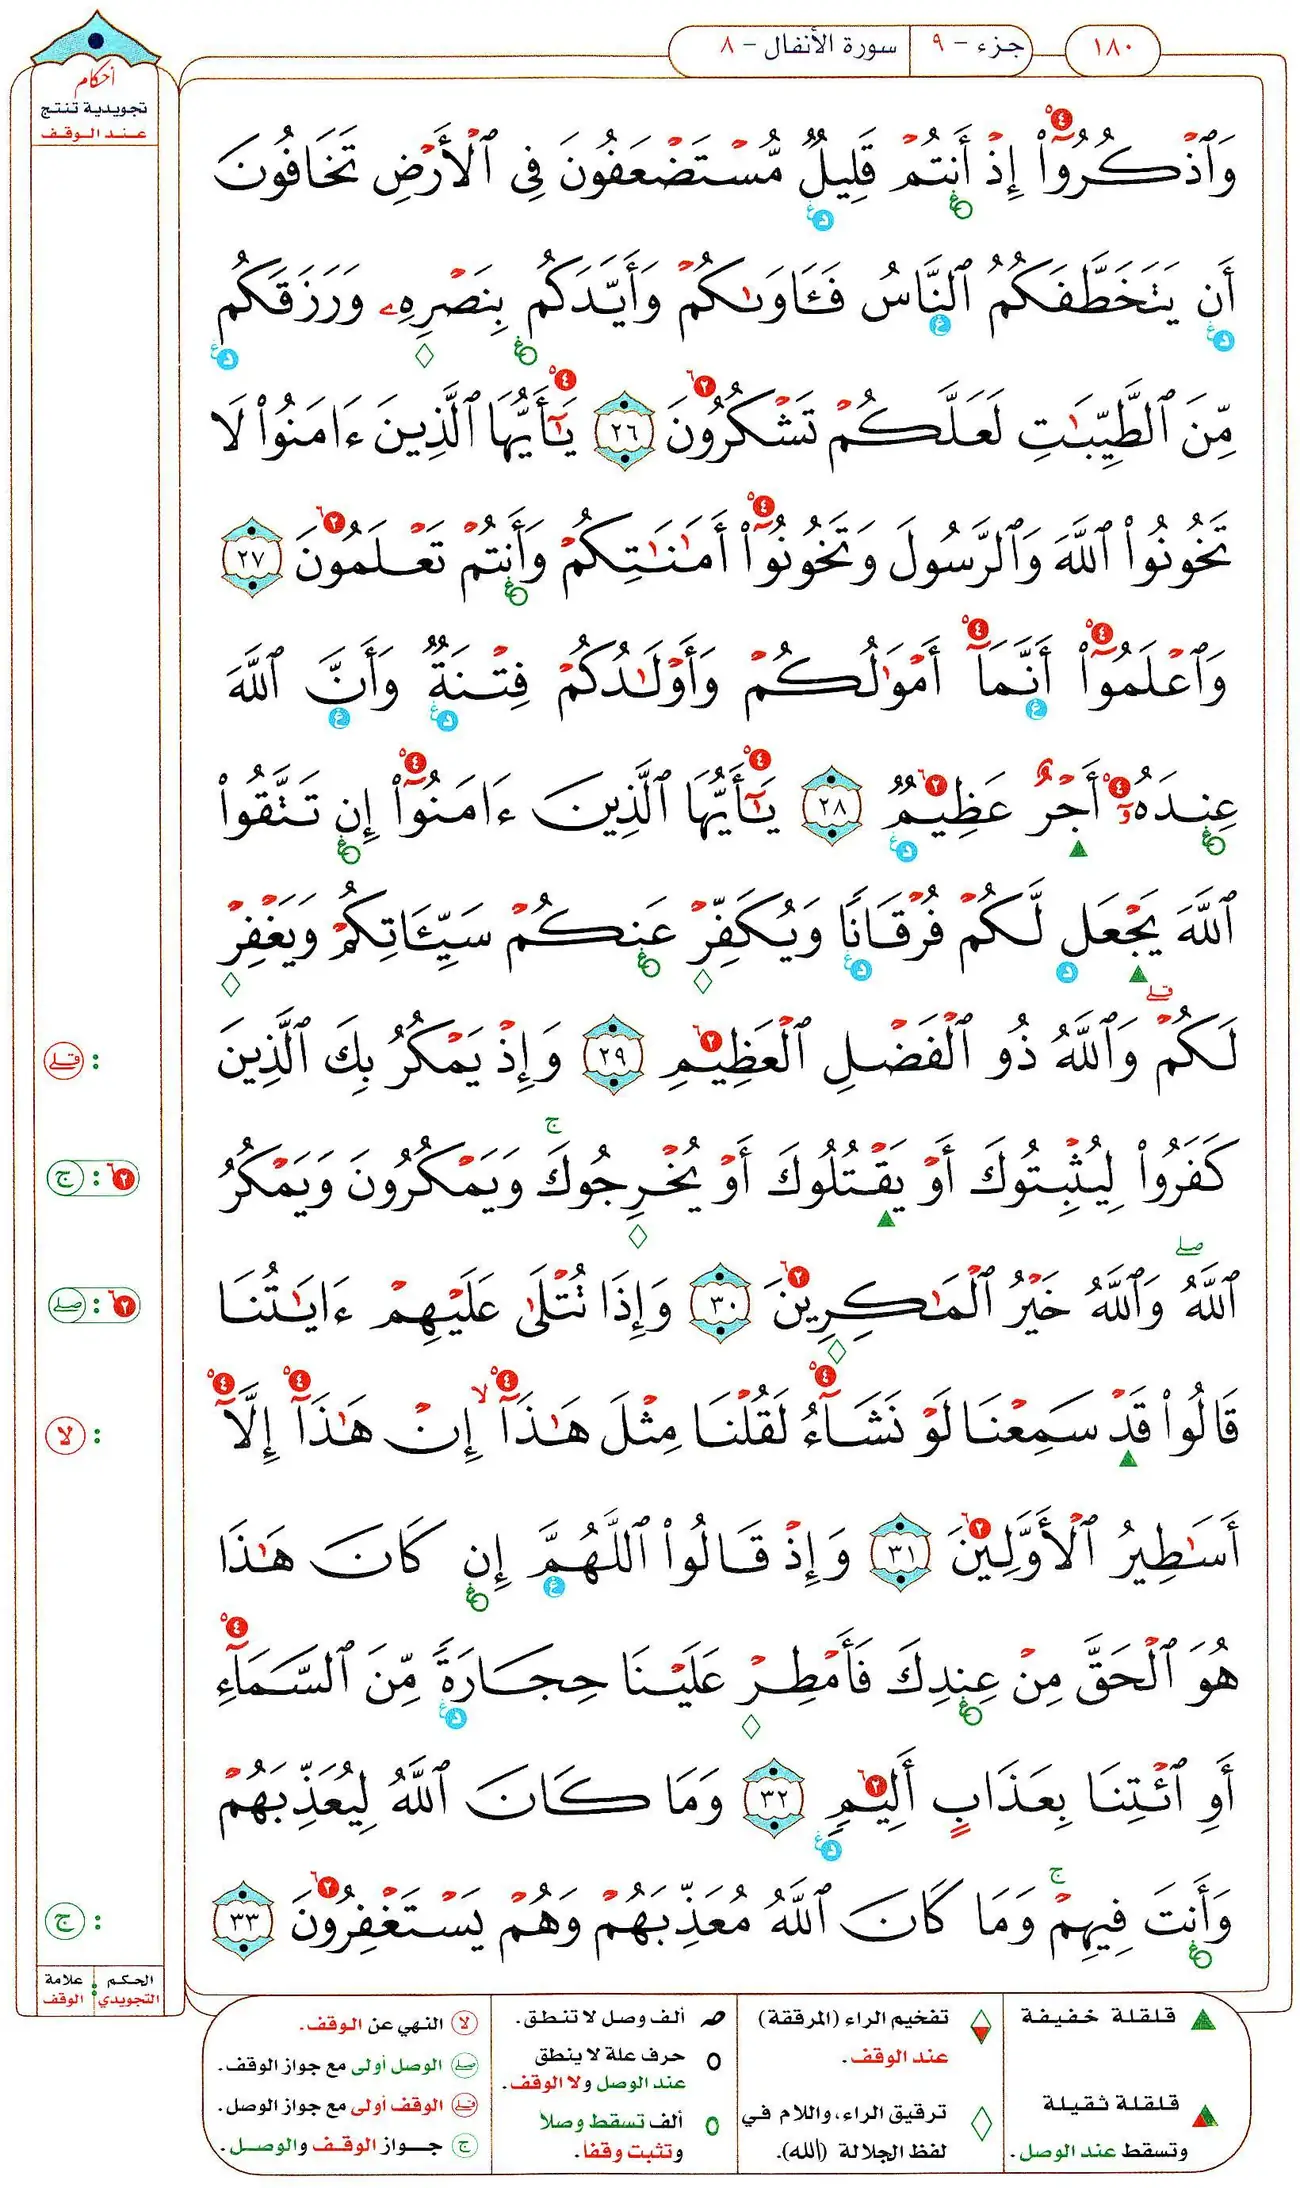 ١٨٠
جزء - ٩
سورة الأنفال - ٨
أحكام
تجويدية تنتج
عند الوقف
وَٱذْكُرُوٓا۟ إِذْ أَنتُمْ قَلِيلٌ مُّسْتَضْعَفُونَ فِى ٱلْأَرْضِ تَخَافُونَ
أَن يَتَخَطَّفَكُمُ ٱلنَّاسُ فَـَٔاوَىٰكُمْ وَأَيَّدَكُم بِنَصْرِهِۦ وَرَزَقَكُم
مِّنَ ٱلطَّيِّبَـٰتِ لَعَلَّكُمْ تَشْكُرُونَ ٢٦ يَـٰٓأَيُّهَا ٱلَّذِينَ ءَامَنُوا۟ لَا
تَخُونُوا۟ ٱللَّهَ وَٱلرَّسُولَ وَتَخُونُوٓا۟ أَمَـٰنَـٰتِكُمْ وَأَنتُمْ تَعْلَمُونَ ٢٧
وَٱعْلَمُوٓا۟ أَنَّمَآ أَمْوَٰلُكُمْ وَأَوْلَـٰدُكُمْ فِتْنَةٌ وَأَنَّ ٱللَّهَ
عِندَهُۥٓ أَجْرٌ عَظِيمٌ ٢٨ يَـٰٓأَيُّهَا ٱلَّذِينَ ءَامَنُوٓا۟ إِن تَتَّقُوا۟
ٱللَّهَ يَجْعَل لَّكُمْ فُرْقَانًا وَيُكَفِّرْ عَنكُمْ سَيِّـَٔاتِكُمْ وَيَغْفِرْ
لَكُمْ ۗ وَٱللَّهُ ذُو ٱلْفَضْلِ ٱلْعَظِيمِ ٢٩ وَإِذْ يَمْكُرُ بِكَ ٱلَّذِينَ
كَفَرُوا۟ لِيُثْبِتُوكَ أَوْ يَقْتُلُوكَ أَوْ يُخْرِجُوكَ ۚ وَيَمْكُرُونَ وَيَمْكُرُ
ٱللَّهُ ۖ وَٱللَّهُ خَيْرُ ٱلْمَـٰكِرِينَ ٣٠ وَإِذَا تُتْلَىٰ عَلَيْهِمْ ءَايَـٰتُنَا
قَالُوا۟ قَدْ سَمِعْنَا لَوْ نَشَآءُ لَقُلْنَا مِثْلَ هَـٰذَآ ۙ إِنْ هَـٰذَآ إِلَّآ
أَسَـٰطِيرُ ٱلْأَوَّلِينَ ٣١ وَإِذْ قَالُوا۟ ٱللَّهُمَّ إِن كَانَ هَـٰذَا
هُوَ ٱلْحَقَّ مِنْ عِندِكَ فَأَمْطِرْ عَلَيْنَا حِجَارَةً مِّنَ ٱلسَّمَآءِ
أَوِ ٱئْتِنَا بِعَذَابٍ أَلِيمٍ ٣٢ وَمَا كَانَ ٱللَّهُ لِيُعَذِّبَهُمْ
وَأَنتَ فِيهِمْ ۚ وَمَا كَانَ ٱللَّهُ مُعَذِّبَهُمْ وَهُمْ يَسْتَغْفِرُونَ ٣٣
: قلى
٢ : ج
٢ : صلى
: لا
: ج
الحكم التجويدي : علامة الوقف
قلقلة خفيفة
قلقلة ثقيلة
وتسقط عند الوصل.
تفخيم الراء (المرققة)
عند الوقف.
ترقيق الراء، واللام في
لفظ الجلالة (الله).
ألف وصل لا تنطق.
حرف علة لا ينطق
عند الوصل ولا الوقف.
ألف تسقط وصلاً
وتثبت وقفاً.
لا النهي عن الوقف.
صلى الوصل أولى مع جواز الوقف.
قلى الوقف أولى مع جواز الوصل.
ج جواز الوقف والوصل.